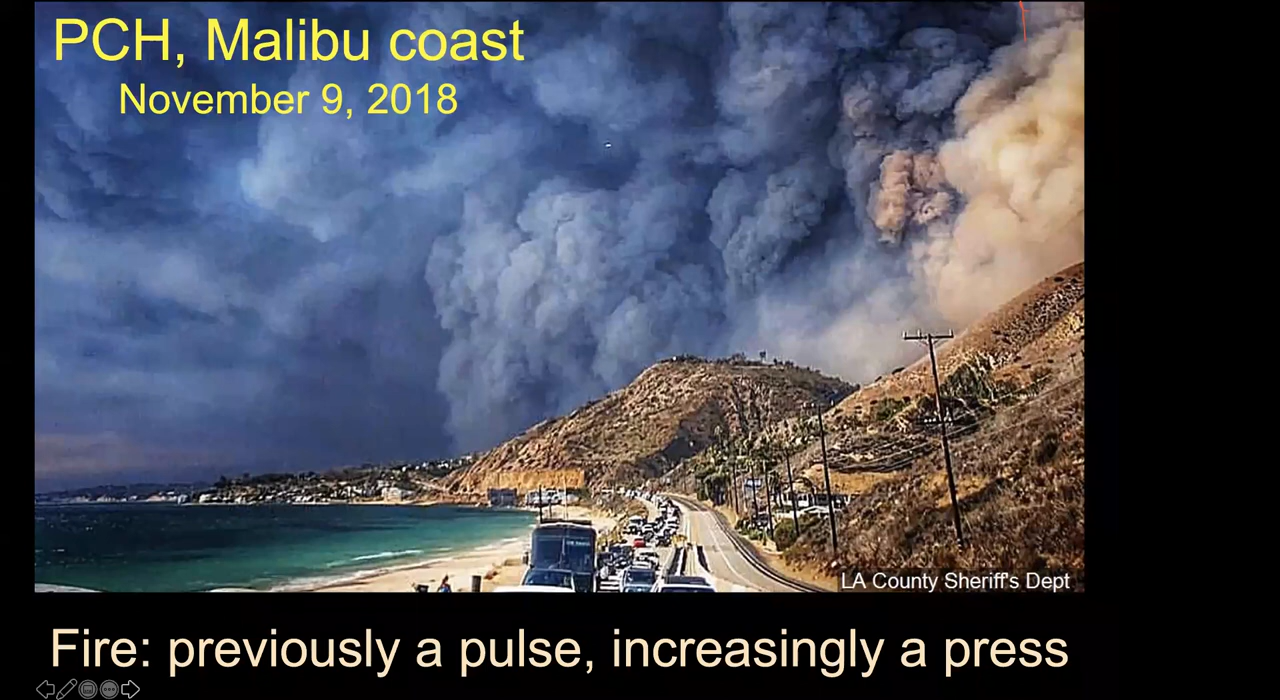 PCH, Malibu coast
November 9, 2018
LA County Sheriff's Dept
Fire: previously a pulse, increasingly a press